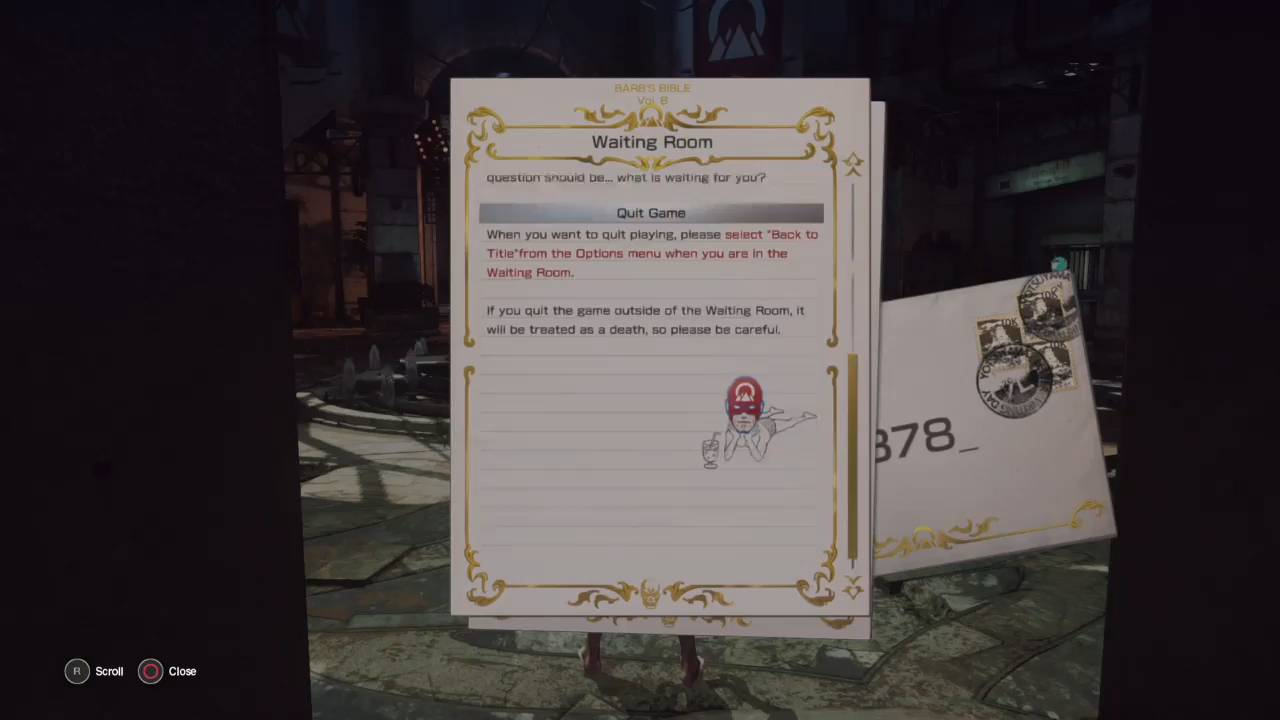 BARB'S BIBLE
Vol. 8
Waiting Room
question should be... what is waiting for you?
Quit Game
When you want to quit playing, please select "Back to
Title"from the Options menu when you are in the
Waiting Room.
If you quit the game outside of the Waiting Room, it
will be treated as a death, so please be careful.
878_
R Scroll Close